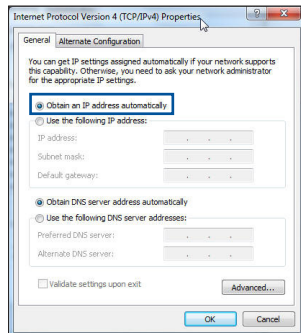 Internet Protocol Version 4 (TCP/IPv4) Properties
General
Alternate Configuration
You can get IP settings assigned automatically if your network supports
this capability. Otherwise, you need to ask your network administrator
for the appropriate IP settings.
Obtain an IP address automatically
Use the following IP address:
IP address:
Subnet mask:
Default gateway:
Obtain DNS server address automatically
Use the following DNS server addresses:
Preferred DNS server:
Alternate DNS server:
Validate settings upon exit
Advanced...
OK
Cancel